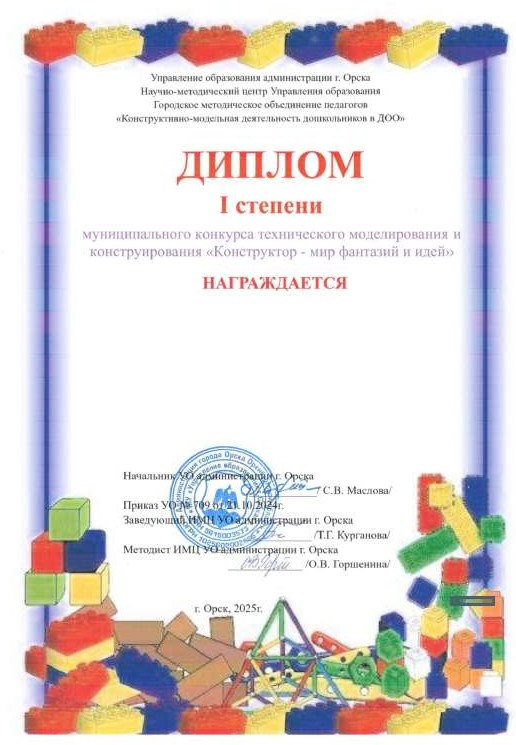 Управление образования администрации г. Орска
Научно-методический центр Управления образования
Городское методическое объединение педагогов
«Конструктивно-модельная деятельность дошкольников в ДОО»
ДИПЛОМ
I степени
муниципального конкурса технического моделирования и
конструирования «Конструктор - мир фантазий и идей»
НАГРАЖДАЕТСЯ
Начальник УО администрации г. Орска
/ С.В. Маслова/
Приказ УО № 709 от 21.10.2024г.
Заведующий ИМЦ УО администрации г. Орска
/Т.Г. Курганова/
Методист ИМЦ УО администрации г. Орска
/О.В. Горшенина/
г. Орск, 2025г.